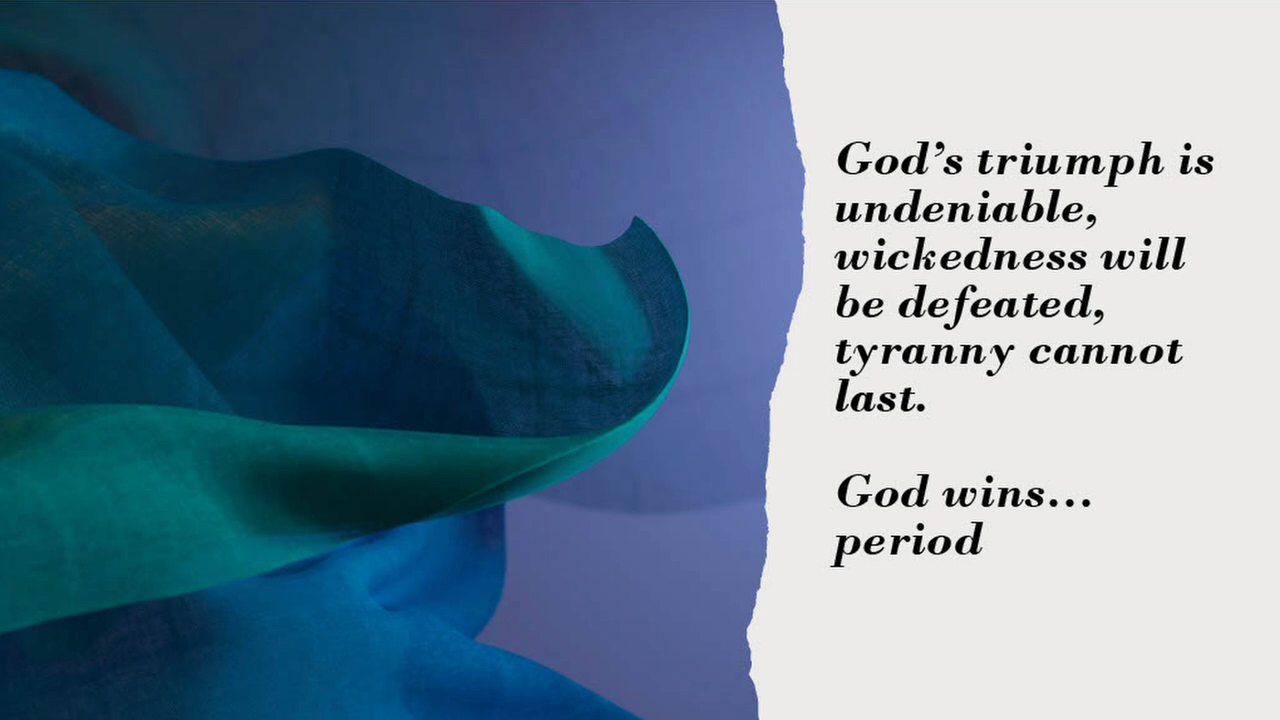 God’s triumph is
undeniable,
wickedness will
be defeated,
tyranny cannot
last.
God wins...
period